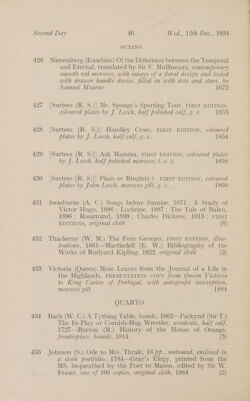 Second Day 46 Wed., 12th Dec., 1934
OCTAVO
426 Nieremberg (Eusebius) Of the Difference between the Temporal
and Eternal, translated by Sir V. Mullineaux, contemporary
smooth red morocco, with inlays of a floral design and tooled
with drawer handle device, filled in with dots and stars, by
Samuel Mearne 1672
427 [Surtees (R. S.)] Mr. Sponge's Sporting Tour, FIRST EDITION,
coloured plates by J. Leech, half calf, g. e. 1853
428 [Surtees (R. S.)] Handley Cross, FIRST EDITION, coloured
plates by J. Leech, half calf, g. e. 1854
429 [Surtees (R. S.)] Ask Mamma, FIRST EDITION, coloured plates
by J. Leech, half polished morocco, t. e. g. 1858
430 [Surtees (R. S.)] Plain or Ringlets ? FIRST EDITION, coloured
plates by John Leech, morocco gilt, g. e. 1860
431 Swinburne (A. C.) Songs before Sunrise, 1871 ; A Study of
Victor Hugo, 1886 ; Locrine, 1887 ; The Tale of Balen,
1896 ; Rosamund, 1899 ; Charles Dickens, 1913 ; FIRST
EDITIONS, original cloth (6)
432 Thackeray (W. M.) The Four Georges, FIRST EDITION, illus-
trations, 1861—Martindell (E. W.) Bibliography of the
Works of Rudyard Kipling, 1922, original cloth (2)
433 Victoria (Queen) More Leaves from the Journal of a Life in
the Highlands, PRESENTATION COPY from Queen Victoria
to King Carlos of Portugal, with autograph inscription,
morocco gilt 1884
QUARTO
434 Bach (W. C.) A Tything Table, boards, 1662—Parkynd (Sir T.)
The In-Play or Cornish-Hug Wrestler, woodcuts, half calf,
1727—Burton (R.) History of the House of Orange,
frontispiece, boards, 1814 (3)
435 Johnson (S.) Ode to Mrs. Thrale, 16 pp., unbound, enclosed in
a cloth portfolio, 1784—Gray's Elegy, printed from the
MS. bequeathed by the Poet to Mason, edited by Sir W.
Fraser, one of 100 copies, original cloth, 1884 (2)